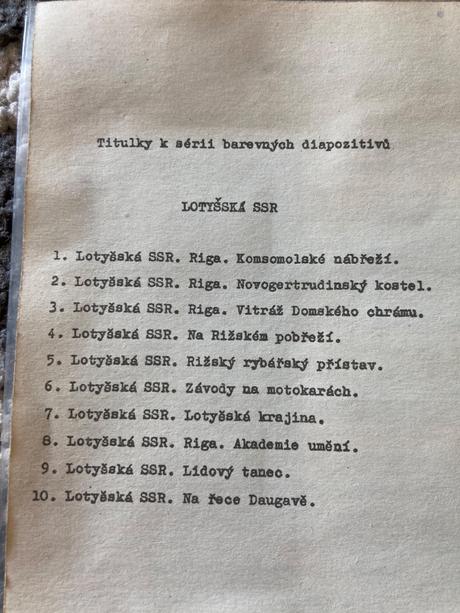 Titulky k sérii barevných diapozitivů
LOTYŠSKÁ SSR
1. Lotyšská SSR. Riga. Komsomolské nábřeží.
2. Lotyšská SSR. Riga. Novogertrudinský kostel.
3. Lotyšská SSR. Riga. Vitráž Domského chrámu.
4. Lotyšská SSR. Na Rižském pobřeží.
5. Lotyšská SSR. Rižský rybářský přístav.
6. Lotyšská SSR. Závody na motokarách.
7. Lotyšská SSR. Lotyšská krajina.
8. Lotyšská SSR. Riga. Akademie umění.
9. Lotyšská SSR. Lidový tanec.
10. Lotyšská SSR. Na řece Daugavě.